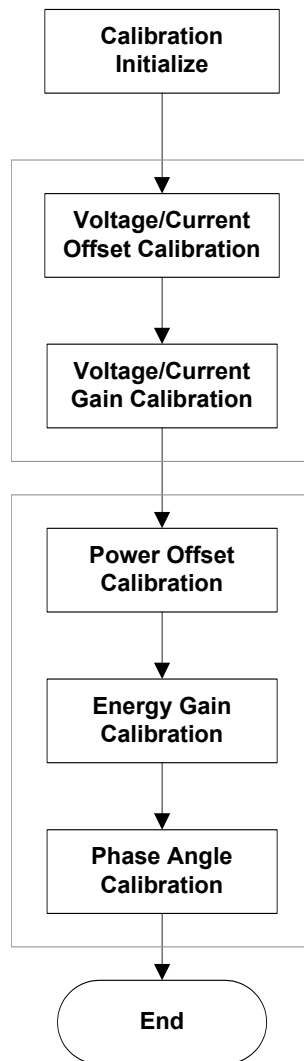 Calibration
Initialize
Voltage/Current
Offset Calibration
Voltage/Current
Gain Calibration
Power Offset
Calibration
Energy Gain
Calibration
Phase Angle
Calibration
End